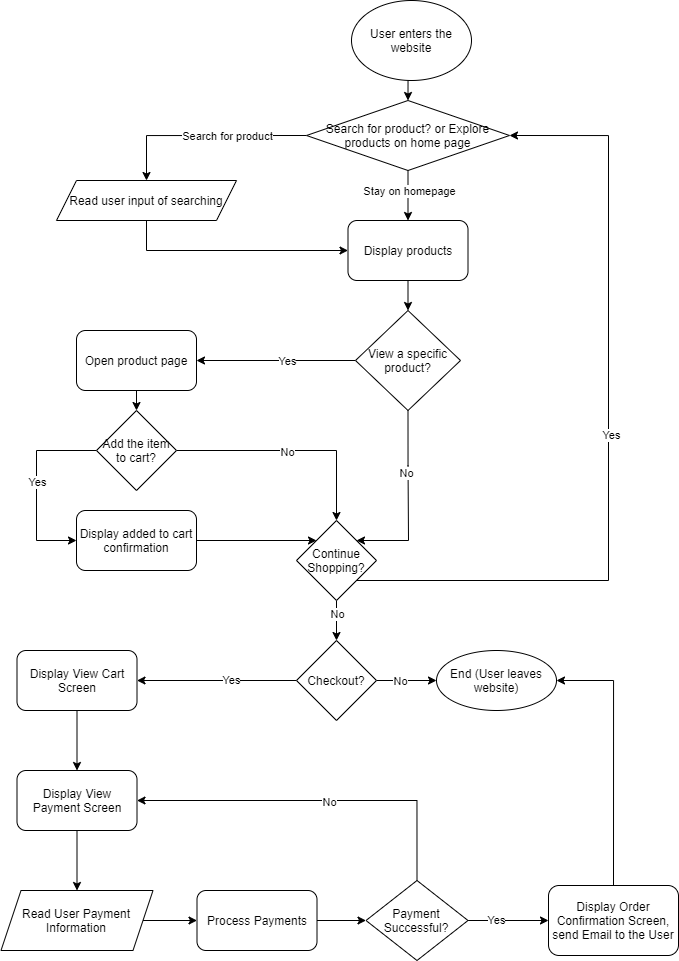 User enters the
website
Search for product? or Explore
products on home page
Search for product
Stay on homepage
Read user input of searching
Display products
View a specific
product?
Yes
Open product page
Add the item
to cart?
No
Yes
No
Yes
Display added to cart
confirmation
Continue
Shopping?
No
Checkout?
Yes
No
Display View Cart
Screen
End (User leaves
website)
Display View
Payment Screen
No
Read User Payment
Information
Process Payments
Payment
Successful?
Yes
Display Order
Confirmation Screen,
send Email to the User